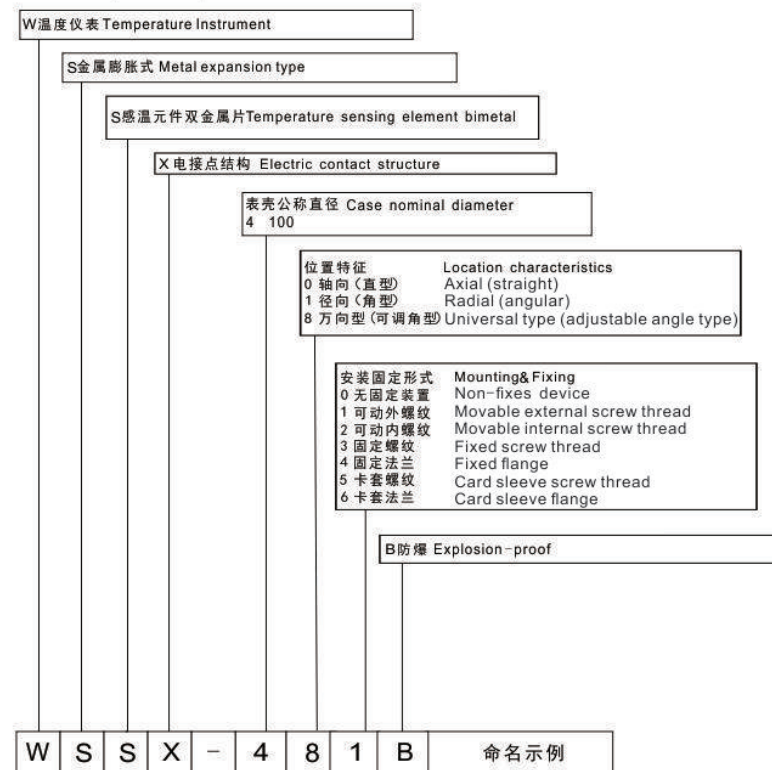 W温度仪表 Temperature Instrument
S金属膨胀式 Metal expansion type
S感温元件双金属片Temperature sensing element bimetal
X电接点结构 Electric contact structure
表壳公称直径 Case nominal diameter
4 100
位置特征 Location characteristics
0 轴向(直型) Axial (straight)
1 径向(角型) Radial (angular)
8 万向型(可调角型) Universal type (adjustable angle type)
安装固定形式 Mounting&Fixing
0 无固定装置 Non-fixes device
1 可动外螺纹 Movable external screw thread
2 可动内螺纹 Movable internal screw thread
3 固定螺纹 Fixed screw thread
4 固定法兰 Fixed flange
5 卡套螺纹 Card sleeve screw thread
6 卡套法兰 Card sleeve flange
B防爆 Explosion-proof
W S S X - 4 8 1 B 命名示例